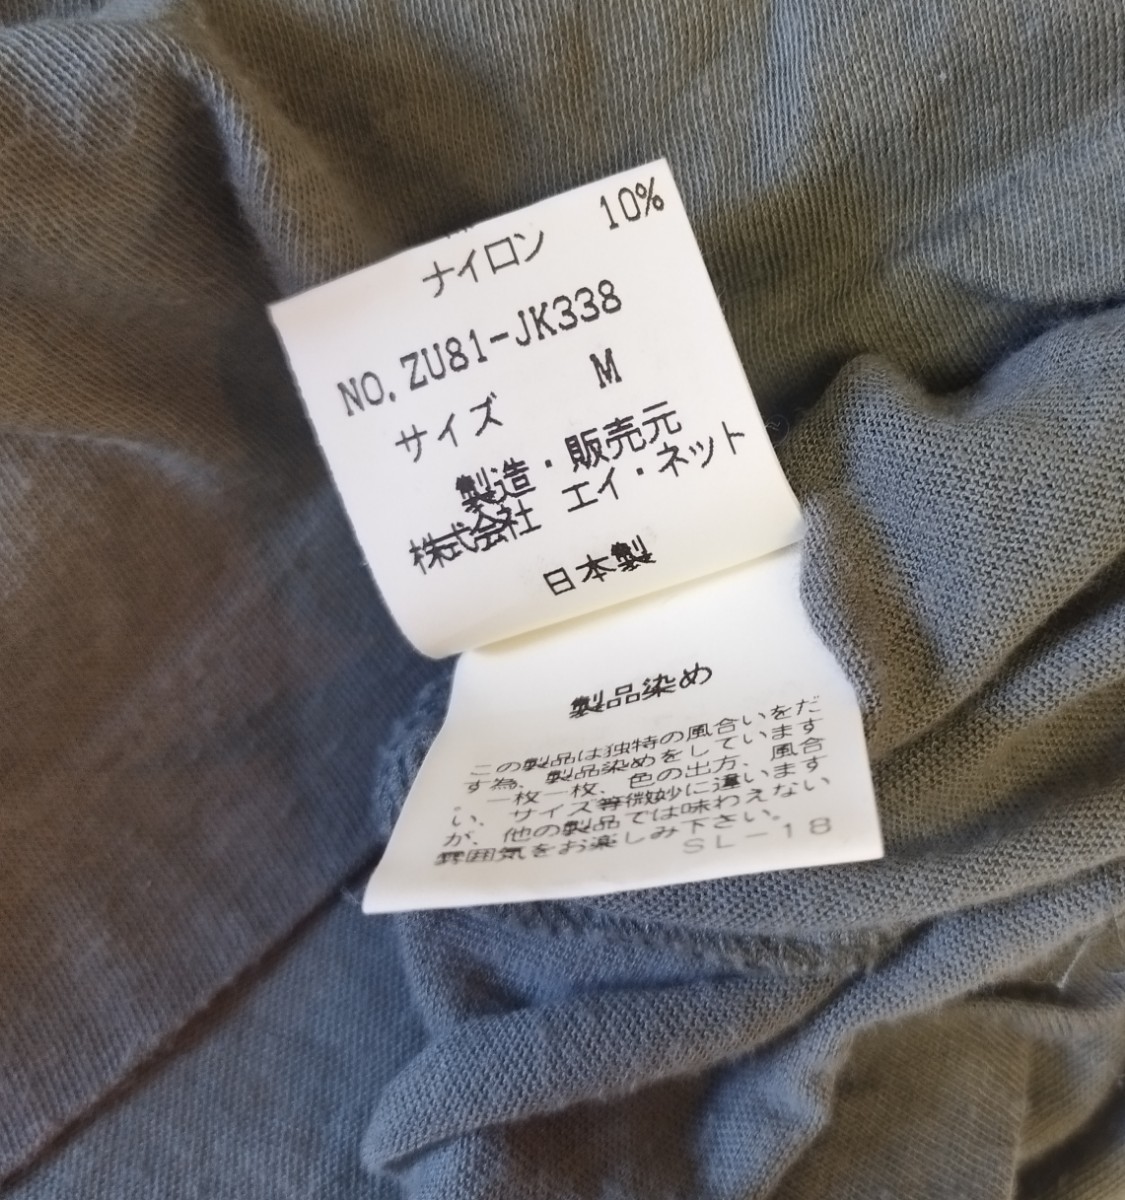 ナイロン 10%
NO.ZU81-JK338
サイズ M
製造・販売元
株式会社 エイ・ネット
日本製
製品染め
この製品は独特の風合いをだ
す為、製品染めをしています
。一枚一枚、色の出方、風合
い、サイズ等微妙に違います
が、他の製品では味わえない
雰囲気をお楽しみ下さい。
SL-18